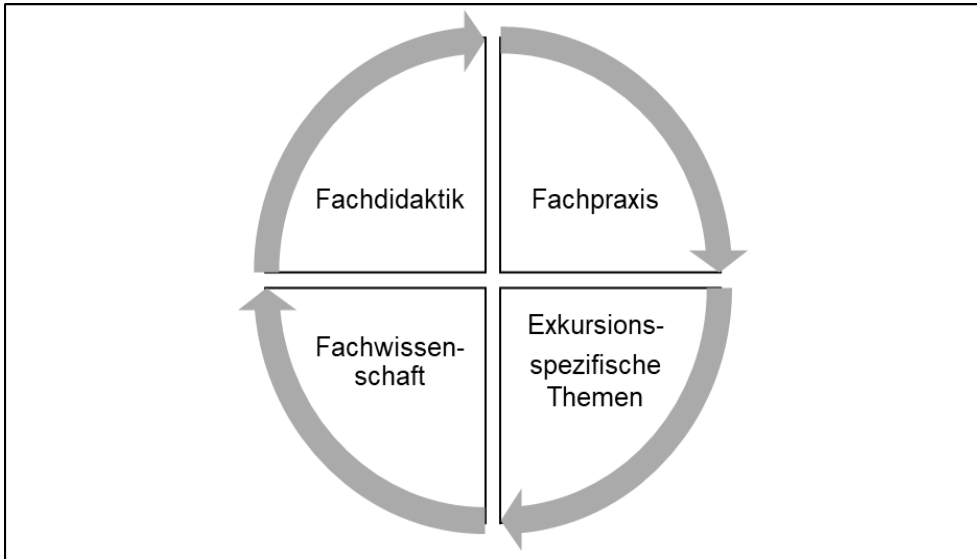 Fachdidaktik
Fachpraxis
Fachwissen-
schaft
Exkursions-
spezifische
Themen